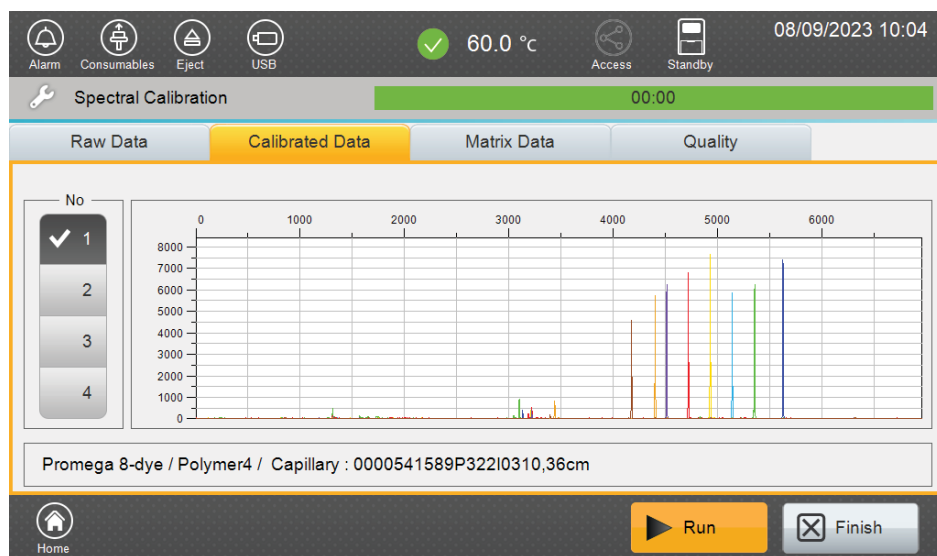 Alarm Consumables Eject USB 60.0 °c Access Standby 08/09/2023 10:04
Spectral Calibration 00:00
Raw Data Calibrated Data Matrix Data Quality
No
1
2
3
4
0 1000 2000 3000 4000 5000 6000
8000
7000
6000
5000
4000
3000
2000
1000
0
Promega 8-dye / Polymer4 / Capillary : 0000541589P322I0310,36cm
Home Run Finish